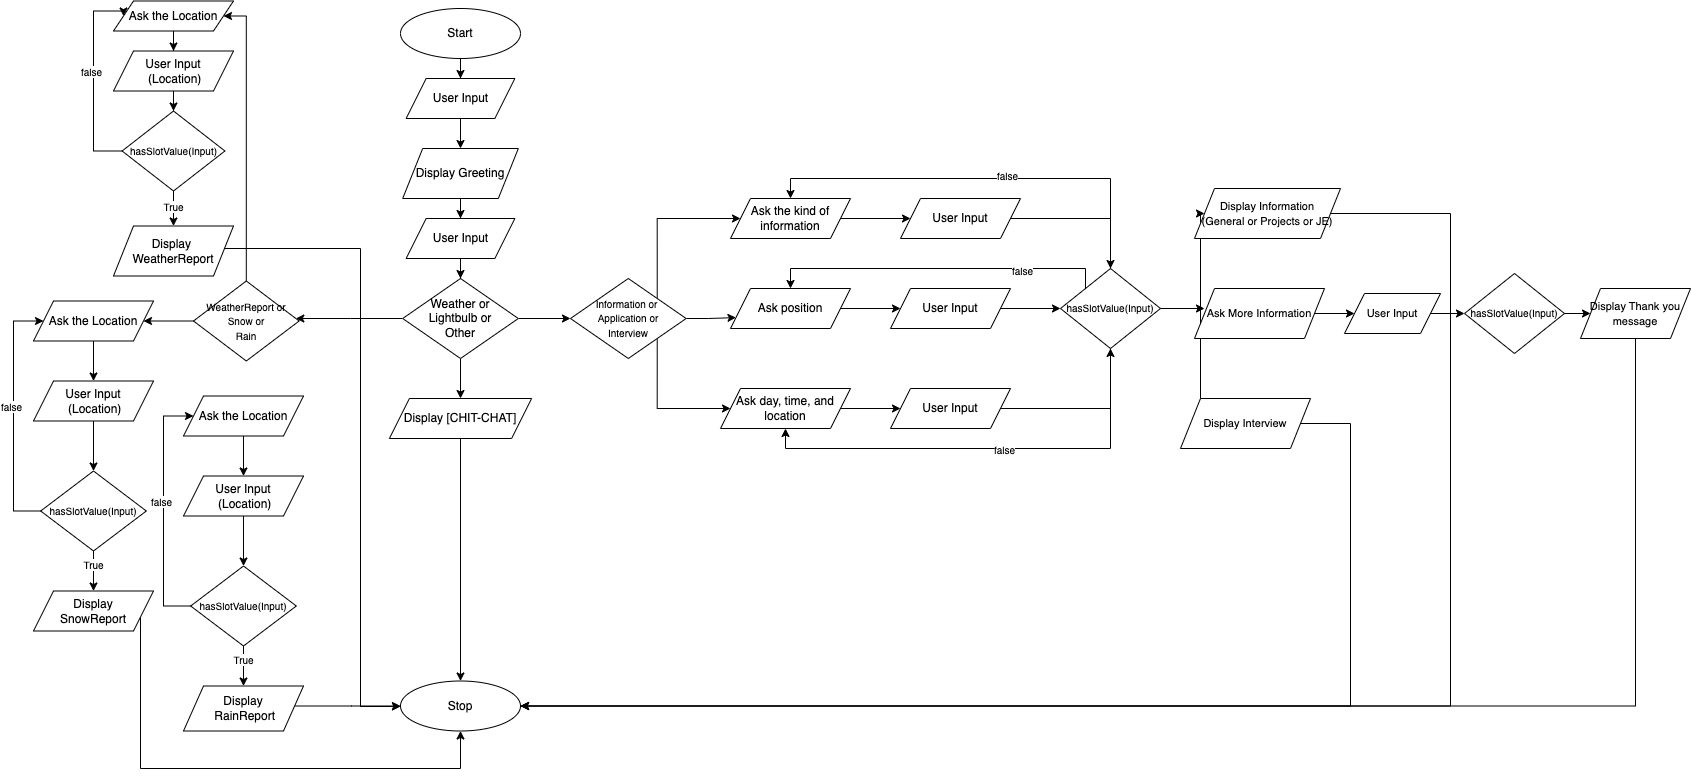 Ask the Location
false
User Input
(Location)
hasSlotValue(Input)
True
Display
WeatherReport
WeatherReport or
Snow or
Rain
Ask the Location
false
User Input
(Location)
hasSlotValue(Input)
True
Display
SnowReport
Ask the Location
false
User Input
(Location)
hasSlotValue(Input)
True
Display
RainReport
Start
User Input
Display Greeting
User Input
Weather or
Lightbulb or
Other
Display [CHIT-CHAT]
Stop
Information or
Application or
Interview
false
Ask the kind of
information
User Input
false
Ask position
User Input
Ask day, time, and
location
User Input
false
hasSlotValue(Input)
Display Information
(General or Projects or JE)
Ask More Information
User Input
hasSlotValue(Input)
Display Thank you
message
Display Interview